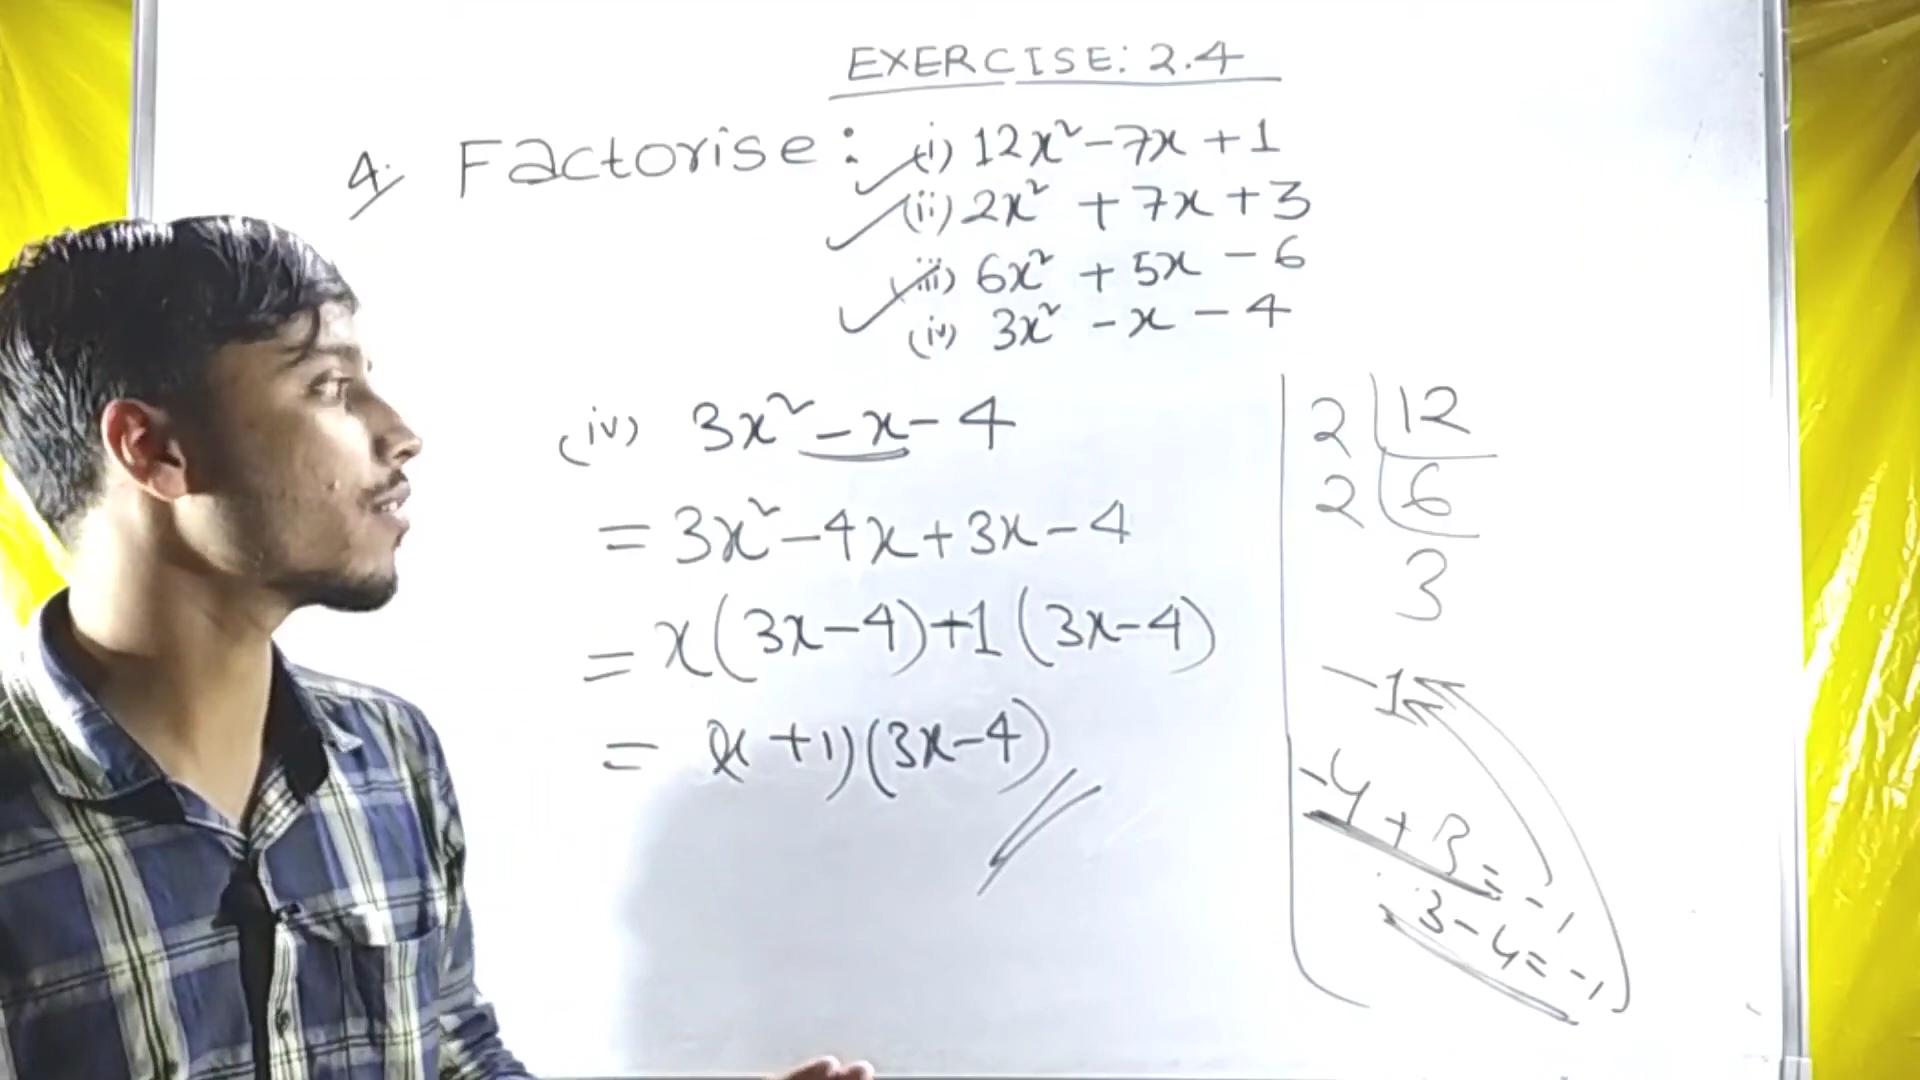 EXERCISE: 2.4
4. Factorise: (i) 12x² - 7x + 1
(ii) 2x² + 7x + 3
(iii) 6x² + 5x - 6
(iv) 3x² - x - 4
(iv) 3x² - x - 4
= 3x² - 4x + 3x - 4
= x(3x-4)+1(3x-4)
= (x+1)(3x-4)
2 | 12
2 | 6
3
-1
-4 + 3 = -1
3 - 4 = -1